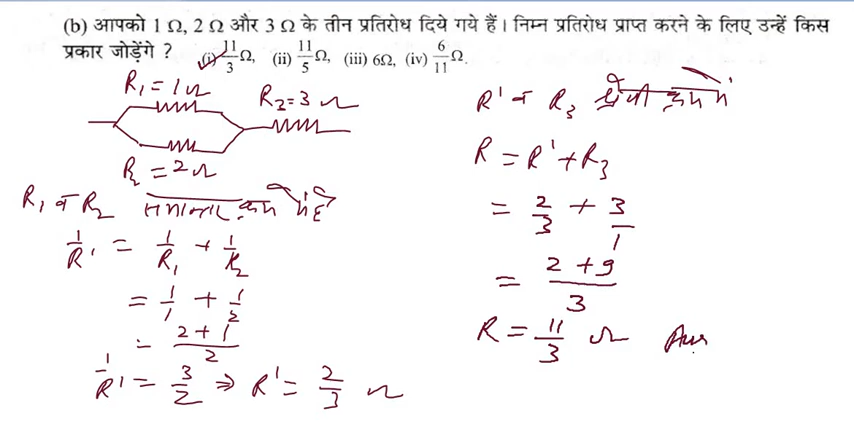 (b) आपको 1 Ω, 2 Ω और 3 Ω के तीन प्रतिरोध दिये गये हैं। निम्न प्रतिरोध प्राप्त करने के लिए उन्हें किस
प्रकार जोड़ेंगे ? (i) 11/3 Ω, (ii) 11/5 Ω, (iii) 6Ω, (iv) 6/11 Ω.
R₁ = 1Ω
R₂=3 Ω
R₂ = 2Ω
R₁ व R₂ समान्तर क्रम में है
1/R' = 1/R₁ + 1/R₂
= 1/1 + 1/2
= 2+1/2
1/R' = 3/2 ⇒ R' = 2/3 Ω
R' व R₃ श्रेणी क्रम में
R = R' + R₃
= 2/3 + 3/1
= 2+9/3
R = 11/3 Ω Ans